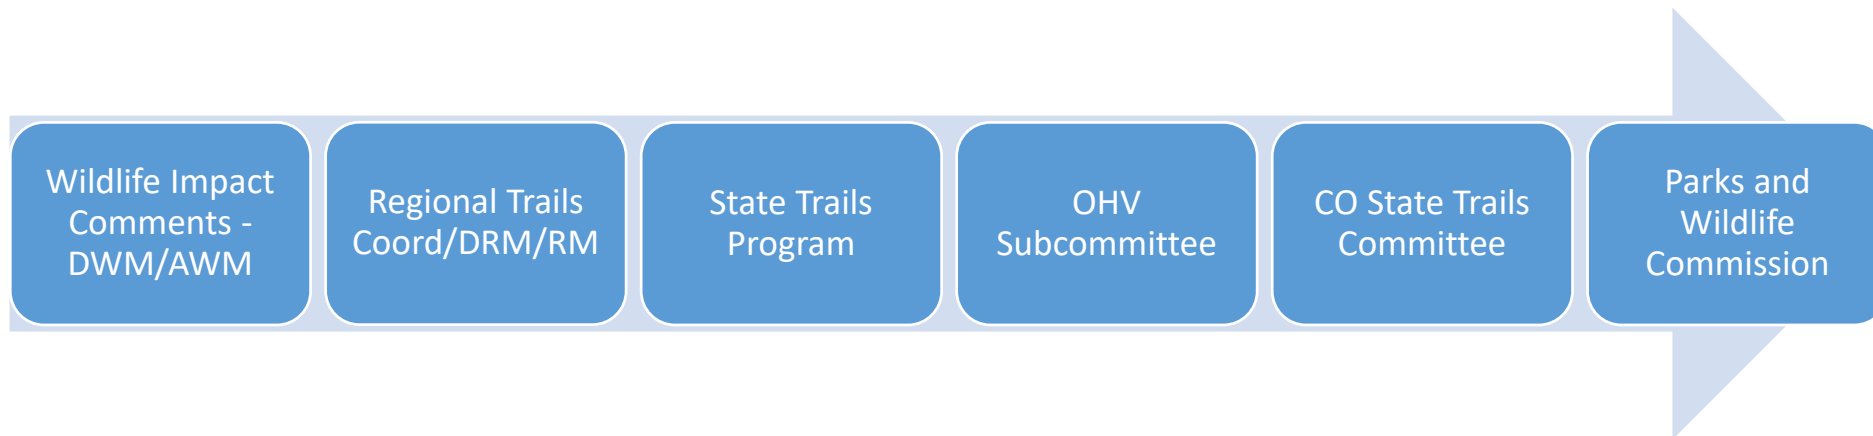 Wildlife Impact
Comments -
DWM/AWM
Regional Trails
Coord/DRM/RM
State Trails
Program
OHV
Subcommittee
CO State Trails
Committee
Parks and
Wildlife
Commission